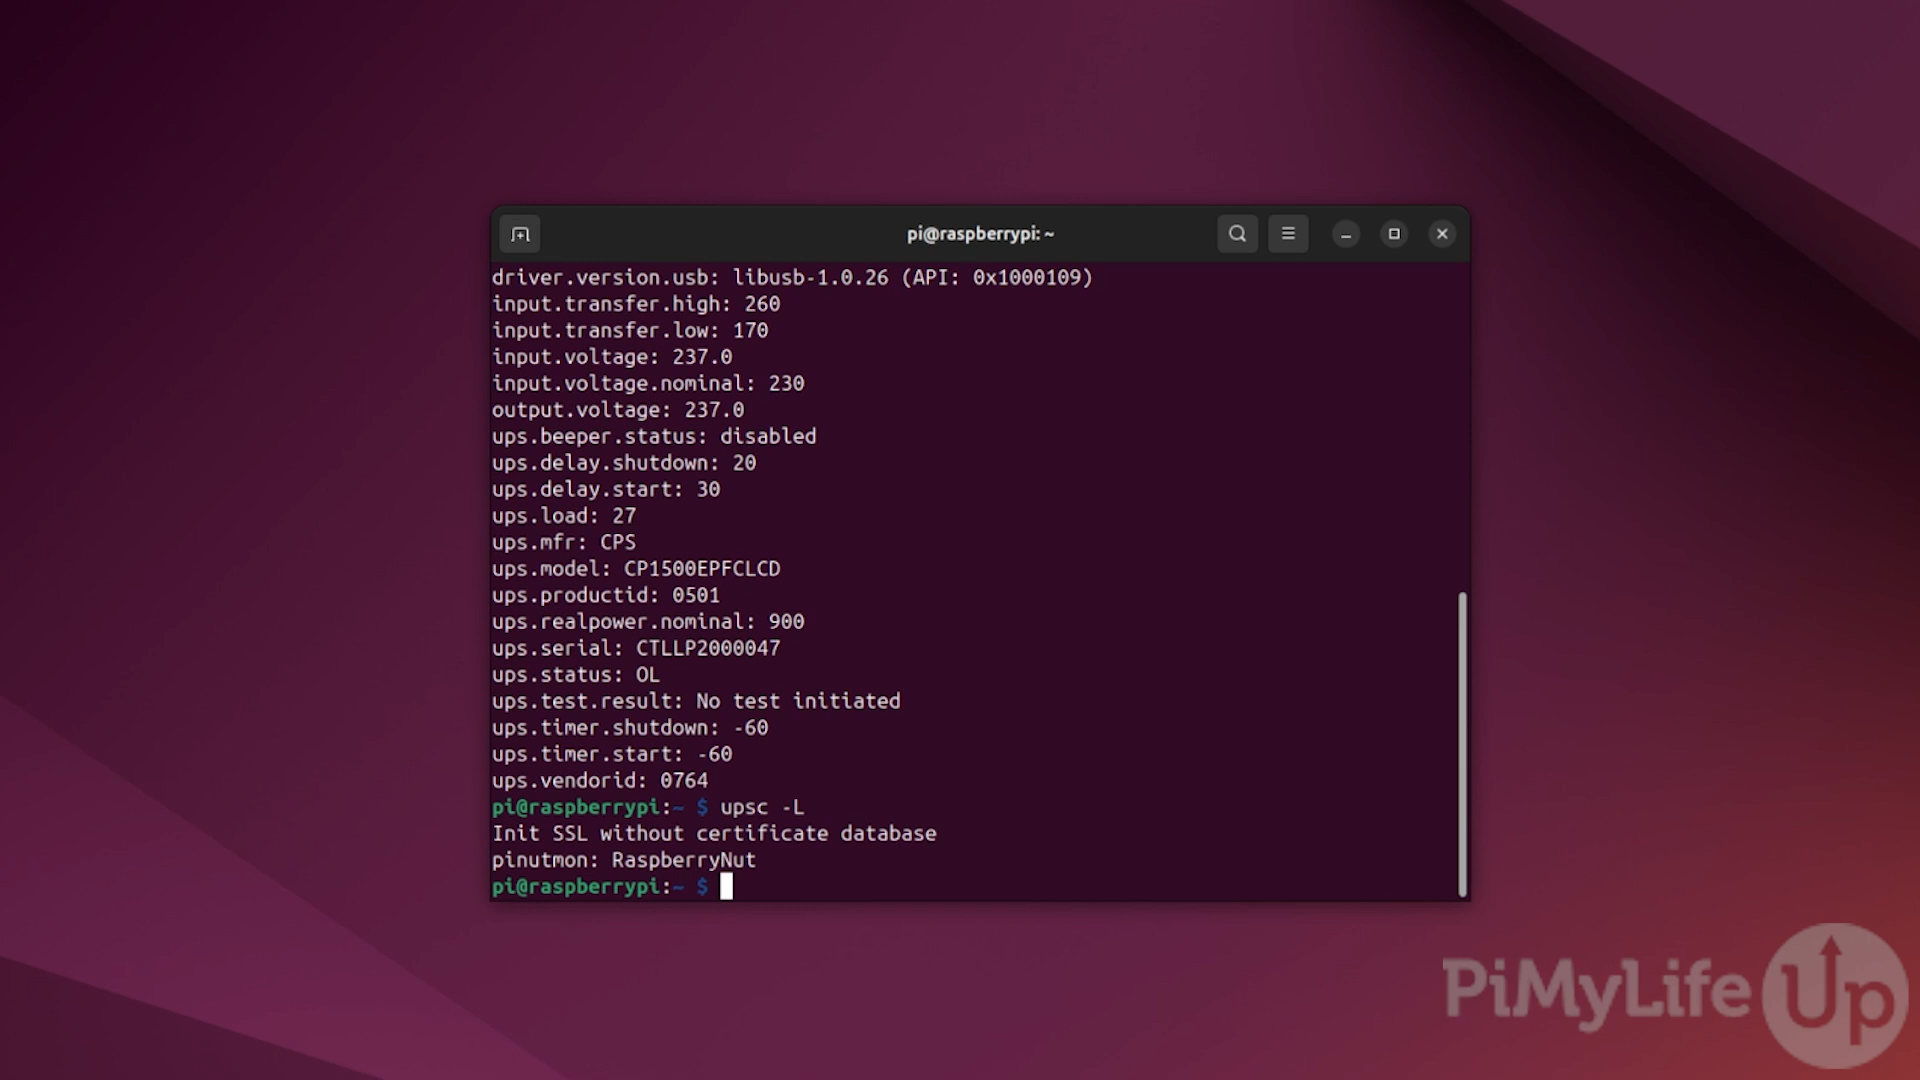 pi@raspberrypi: ~
driver.version.usb: libusb-1.0.26 (API: 0x1000109)
input.transfer.high: 260
input.transfer.low: 170
input.voltage: 237.0
input.voltage.nominal: 230
output.voltage: 237.0
ups.beeper.status: disabled
ups.delay.shutdown: 20
ups.delay.start: 30
ups.load: 27
ups.mfr: CPS
ups.model: CP1500EPFCLCD
ups.productid: 0501
ups.realpower.nominal: 900
ups.serial: CTLLP2000047
ups.status: OL
ups.test.result: No test initiated
ups.timer.shutdown: -60
ups.timer.start: -60
ups.vendorid: 0764
pi@raspberrypi:~ $ upsc -L
Init SSL without certificate database
pinutmon: RaspberryNut
pi@raspberrypi:~ $
PiMyLifeUp